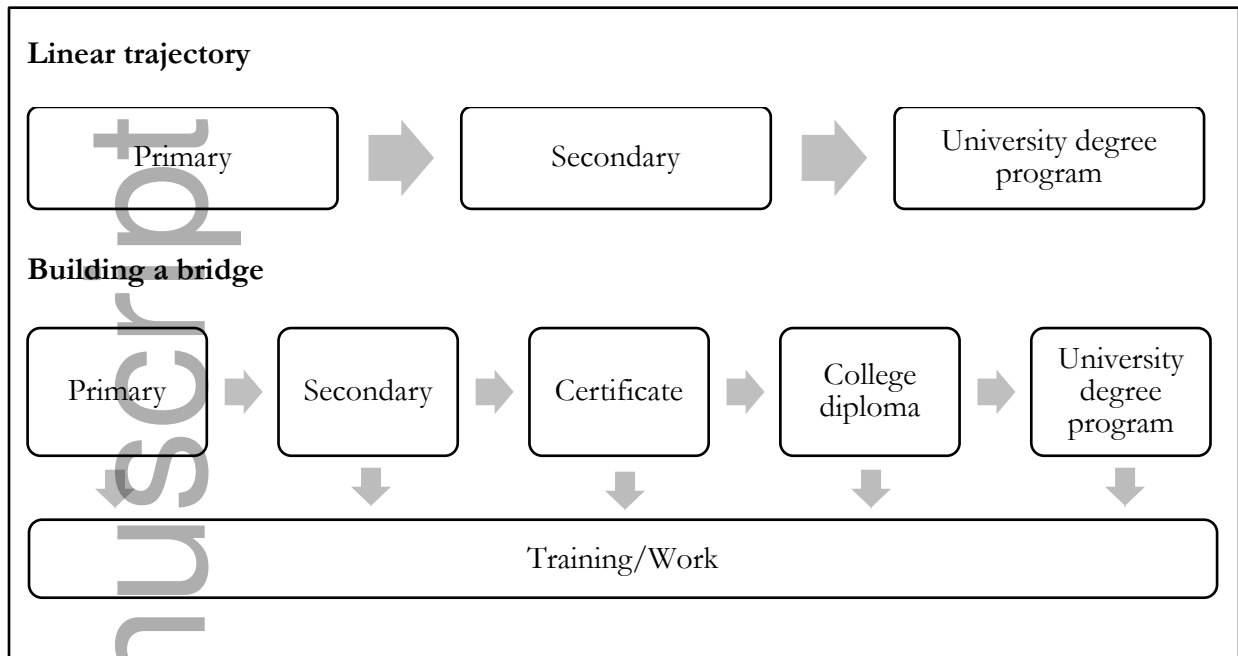 Linear trajectory
Primary
Secondary
University degree
program
Building a bridge
Primary
Secondary
Certificate
College
diploma
University
degree
program
Training/Work
nuscript